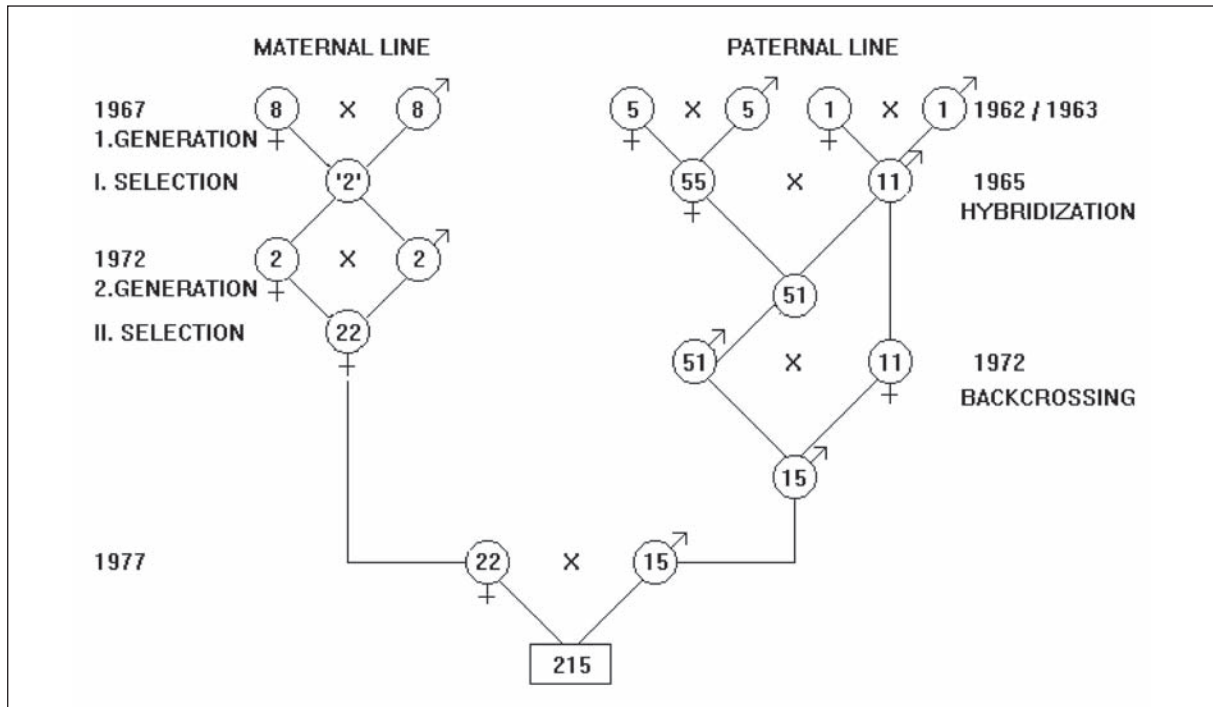 MATERNAL LINE PATERNAL LINE
1967 8 X 8 5 X 5 1 X 1 1962 / 1963
1.GENERATION
I. SELECTION '2' 55 X 11 1965
HYBRIDIZATION
1972 2 X 2
2.GENERATION
51
II. SELECTION 22
51 X 11 1972
BACKCROSSING
15
1977 22 X 15
215